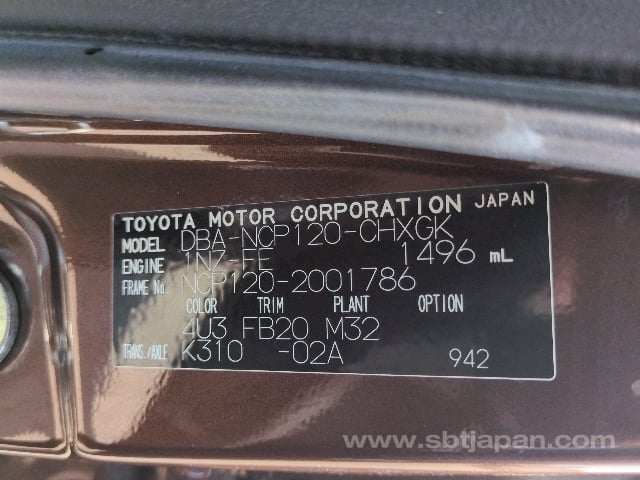 TOYOTA MOTOR CORPORATION JAPAN
MODEL DBA-NCP120-CHXGK
ENGINE 1NZ-FE 1496 mL
FRAME No. NCP120-2001786
COLOR TRIM PLANT OPTION
4U3 FB20 M32
TRANS./AXLE K310 -02A 942
www.sbtjapan.com